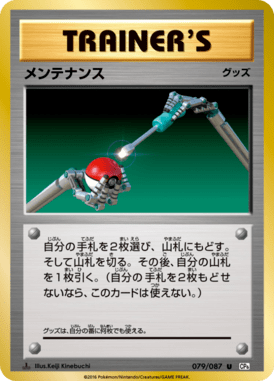 TRAINER'S
メンテナンス
グッズ
自分の手札を2枚選び、山札にもどす。
そして山札を切る。その後、自分の山札
を1枚引く。（自分の手札を2枚もどせ
ないなら、このカードは使えない。）
グッズは、自分の番に何枚でも使える。
Illus.Keiji Kinebuchi
079/087 U CP6
©2016 Pokémon/Nintendo/Creatures/GAME FREAK.